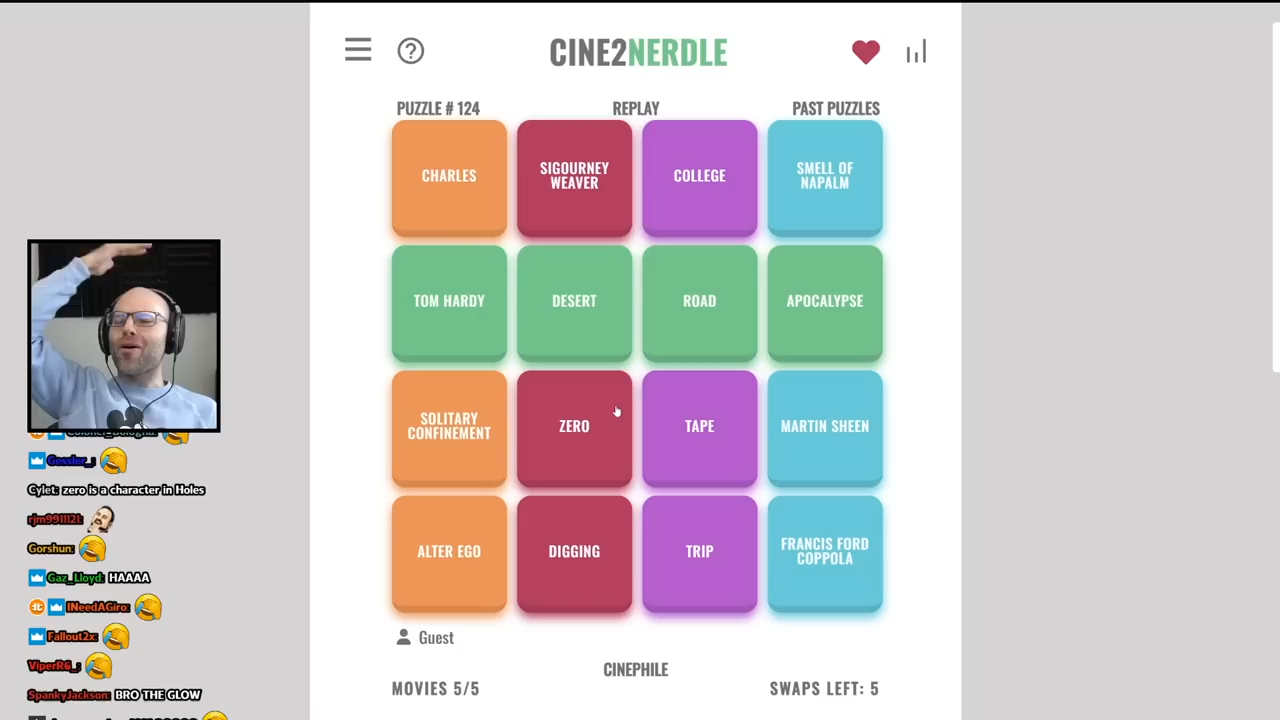 CINE2NERDLE
PUZZLE # 124
REPLAY
PAST PUZZLES
CHARLES
SIGOURNEY
WEAVER
COLLEGE
SMELL OF
NAPALM
TOM HARDY
DESERT
ROAD
APOCALYPSE
SOLITARY
CONFINEMENT
ZERO
TAPE
MARTIN SHEEN
ALTER EGO
DIGGING
TRIP
FRANCIS FORD
COPPOLA
Guest
CINEPHILE
MOVIES 5/5
SWAPS LEFT: 5
Gessler_:
Cylet: zero is a character in Holes
rjm9911121:
Gorshun:
Gaz_Lloyd: HAAAA
INeedAGiro:
Fallout2x:
ViperR6_:
SpankyJackson: BRO THE GLOW